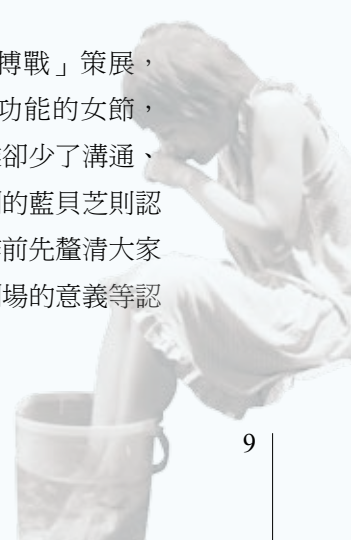 搏戰」策展，
功能的女節，
卻少了溝通、
的藍貝芝則認
前先釐清大家
場的意義等認
9